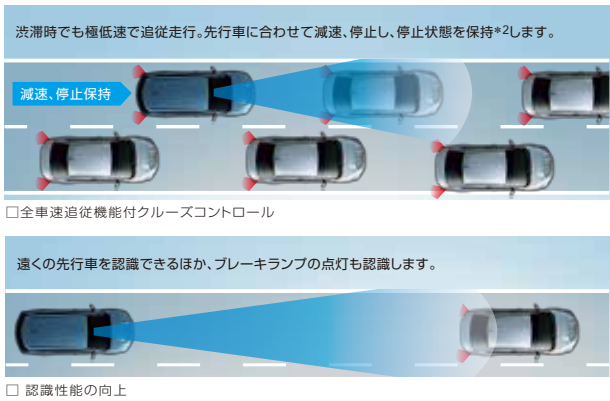 渋滞時でも極低速で追従走行。先行車に合わせて減速、停止し、停止状態を保持*2します。
減速、停止保持
□全車速追従機能付クルーズコントロール
遠くの先行車を認識できるほか、ブレーキランプの点灯も認識します。
□ 認識性能の向上